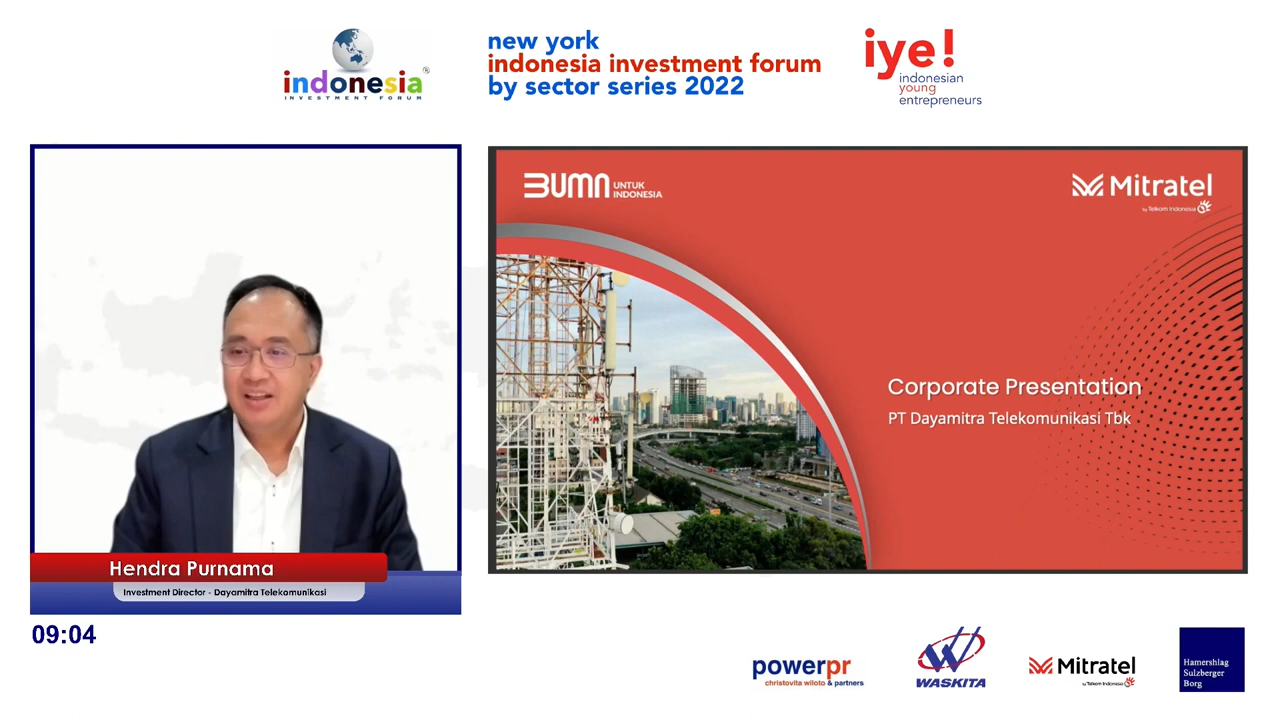 indonesia
INVESTMENT FORUM
new york
indonesia investment forum
by sector series 2022
iye!
indonesian
young
entrepreneurs
BUMN UNTUK
INDONESIA
Mitratel
by Telkom Indonesia
Corporate Presentation
PT Dayamitra Telekomunikasi Tbk
Hendra Purnama
Investment Director - Dayamitra Telekomunikasi
09:04
powerpr
christovita wiloto & partners
WASKITA
Mitratel
by Telkom Indonesia
Hamershlag
Sulzberger
Borg